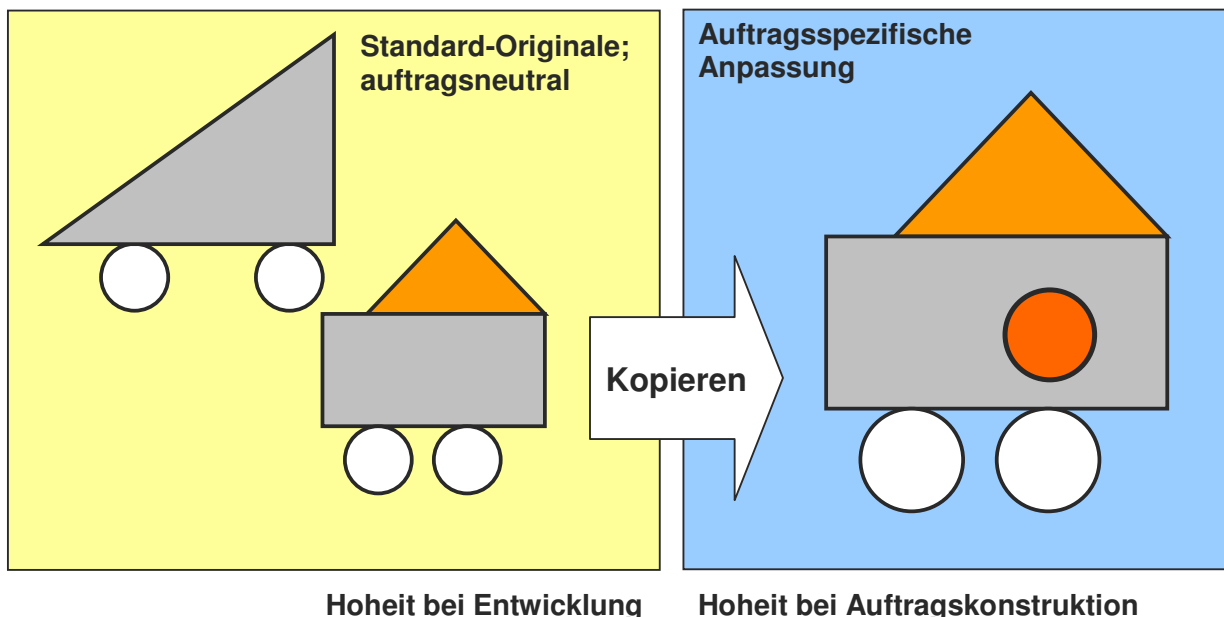 Standard-Originale;
auftragsneutral
Auftragsspezifische
Anpassung
Kopieren
Hoheit bei Entwicklung
Hoheit bei Auftragskonstruktion